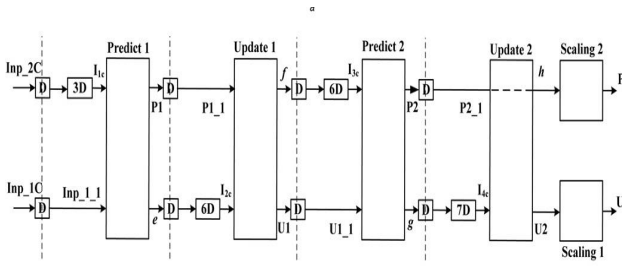 a
Predict 1
Update 1
Predict 2
Update 2
Scaling 2
Inp_2C
D
3D
I1c
P1
D
P1_1
f
D
6D
I3c
P2
D
P2_1
h
Inp_1C
D
Inp_1_1
e
D
6D
I2c
U1
D
U1_1
g
D
7D
I4c
U2
Scaling 1
U